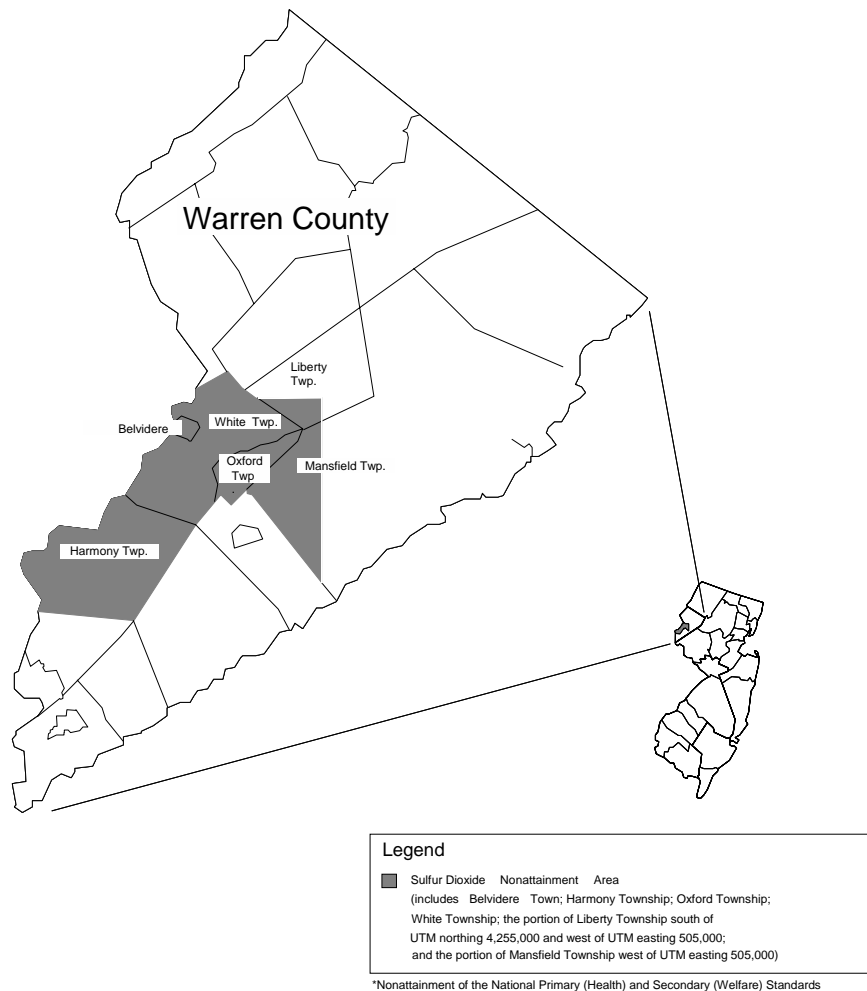 Warren County
Liberty
Twp.
Belvidere
White Twp.
Oxford
Twp
Mansfield Twp.
Harmony Twp.
Legend
Sulfur Dioxide Nonattainment Area
(includes Belvidere Town; Harmony Township; Oxford Township;
White Township; the portion of Liberty Township south of
UTM northing 4,255,000 and west of UTM easting 505,000;
and the portion of Mansfield Township west of UTM easting 505,000)
*Nonattainment of the National Primary (Health) and Secondary (Welfare) Standards